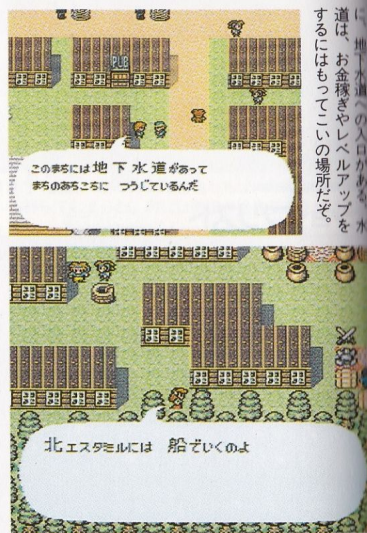 に、地下水道への入口がある。水
道は、お金稼ぎやレベルアップを
するにはもってこいの場所だぞ。
PUB
このまちには地下水道があって
まちのあちこちに つうじているんだ
北エスタミルには 船でいくのよ